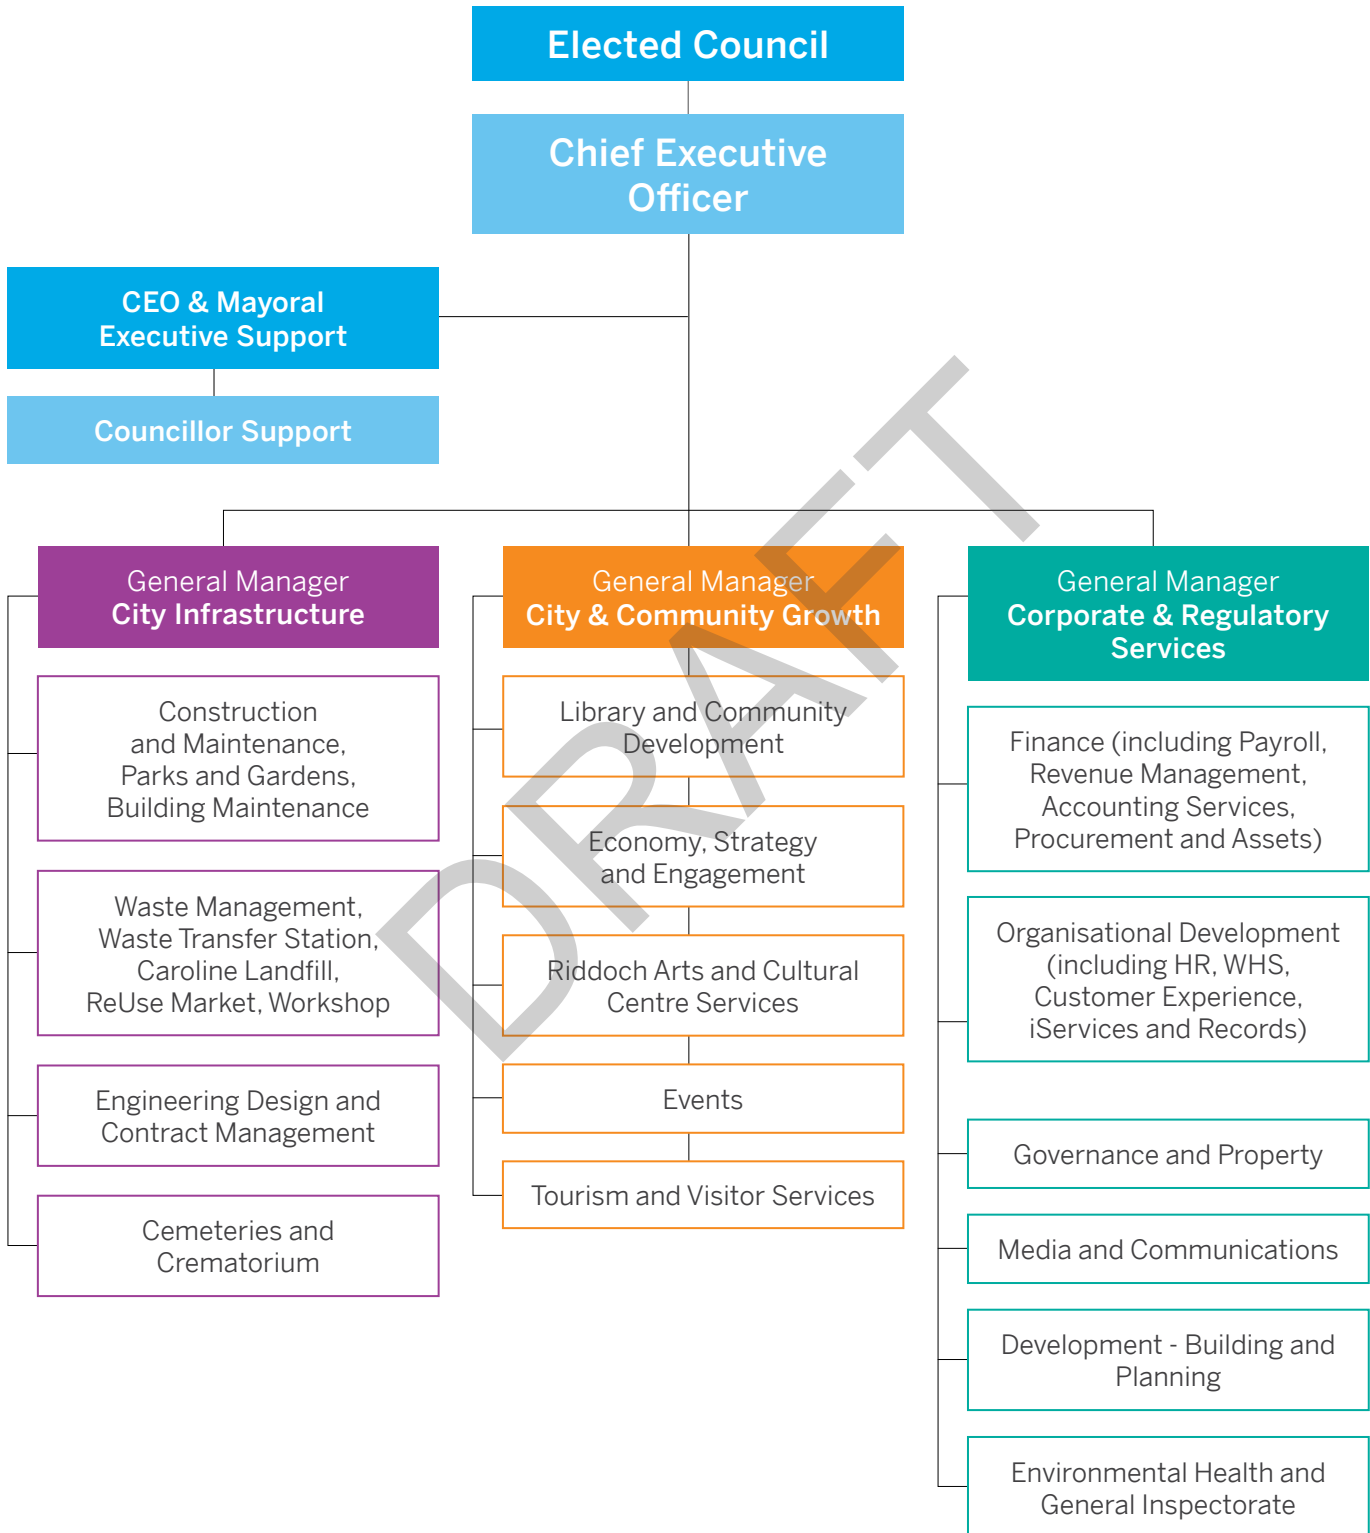 Elected Council
Chief Executive
Officer
CEO & Mayoral
Executive Support
Councillor Support
General Manager
City Infrastructure
Construction
and Maintenance,
Parks and Gardens,
Building Maintenance
Waste Management,
Waste Transfer Station,
Caroline Landfill,
ReUse Market, Workshop
Engineering Design and
Contract Management
Cemeteries and
Crematorium
General Manager
City & Community Growth
Library and Community
Development
Economy, Strategy
and Engagement
Riddoch Arts and Cultural
Centre Services
Events
Tourism and Visitor Services
General Manager
Corporate & Regulatory
Services
Finance (including Payroll,
Revenue Management,
Accounting Services,
Procurement and Assets)
Organisational Development
(including HR, WHS,
Customer Experience,
iServices and Records)
Governance and Property
Media and Communications
Development - Building and
Planning
Environmental Health and
General Inspectorate
DRAFT